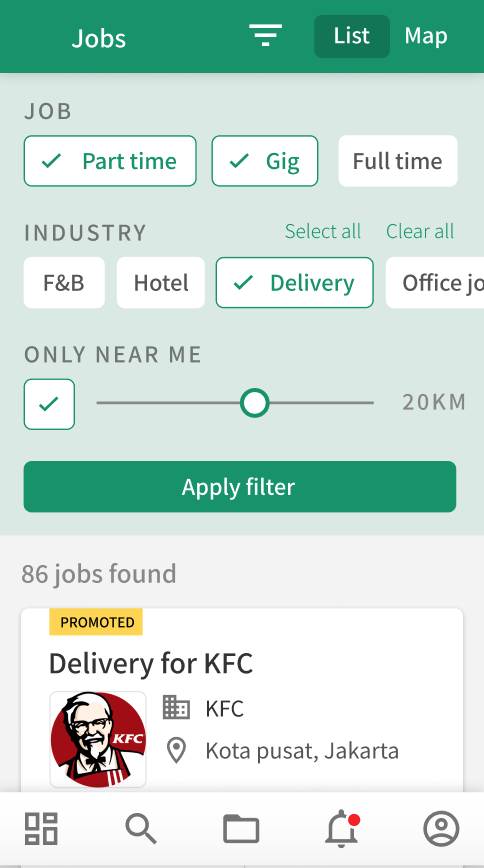 Jobs List Map
JOB
Part time Gig Full time
INDUSTRY Select all Clear all
F&B Hotel Delivery Office jo
ONLY NEAR ME
20KM
Apply filter
86 jobs found
PROMOTED
Delivery for KFC
KFC
KFC
Kota pusat, Jakarta